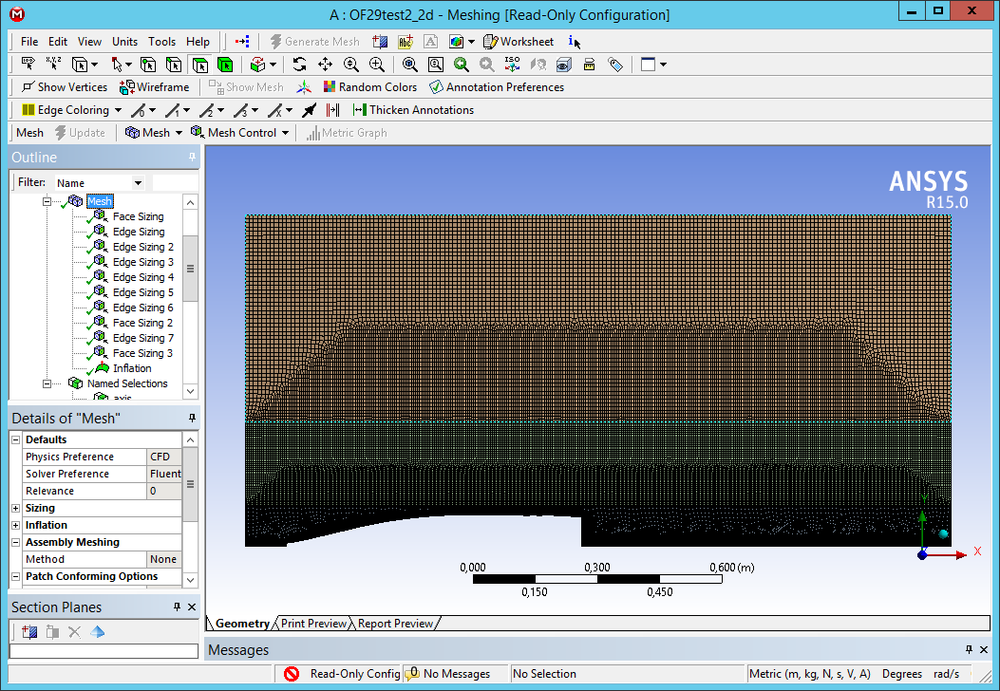 A : OF29test2_2d - Meshing [Read-Only Configuration]
File Edit View Units Tools Help Generate Mesh Worksheet
Show Vertices Wireframe Show Mesh Random Colors Annotation Preferences
Edge Coloring Thicken Annotations
Mesh Update Mesh Mesh Control Metric Graph
Outline
Filter: Name
Mesh
Face Sizing
Edge Sizing
Edge Sizing 2
Edge Sizing 3
Edge Sizing 4
Edge Sizing 5
Edge Sizing 6
Face Sizing 2
Edge Sizing 7
Face Sizing 3
Inflation
Named Selections
axis
Details of "Mesh"
Defaults
Physics Preference CFD
Solver Preference Fluent
Relevance 0
Sizing
Inflation
Assembly Meshing
Method None
Patch Conforming Options
Section Planes
ANSYS
R15.0
Y
X
0,000 0,300 0,600 (m)
0,150 0,450
Geometry Print Preview Report Preview
Messages
Read-Only Config 0 No Messages No Selection Metric (m, kg, N, s, V, A) Degrees rad/s